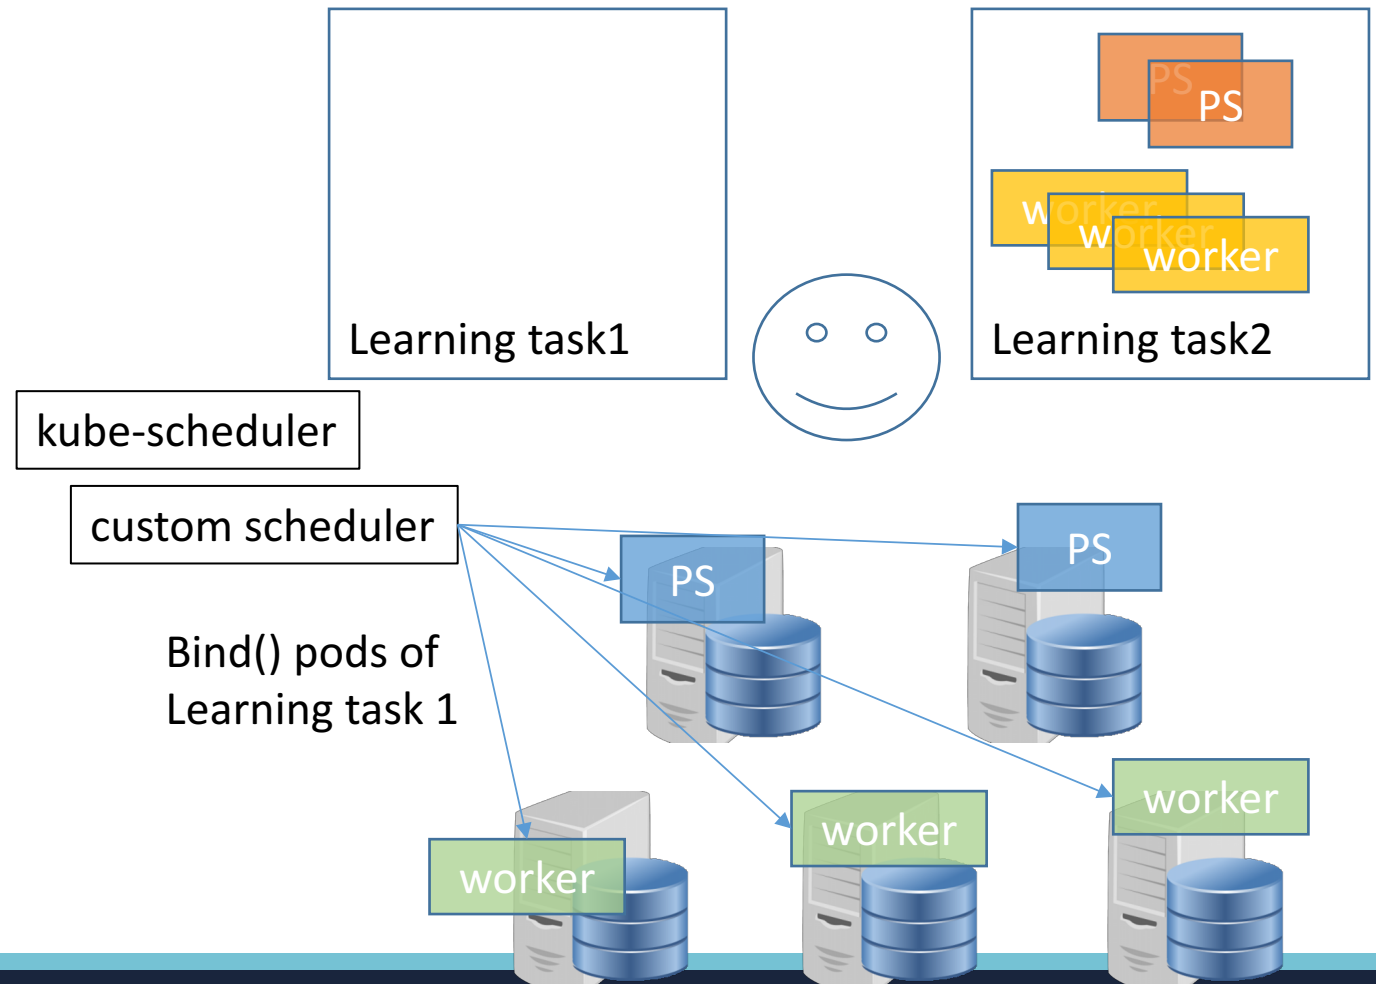 PS
PS
worker
worker
worker
Learning task1
Learning task2
kube-scheduler
custom scheduler
PS
PS
Bind() pods of
Learning task 1
worker
worker
worker